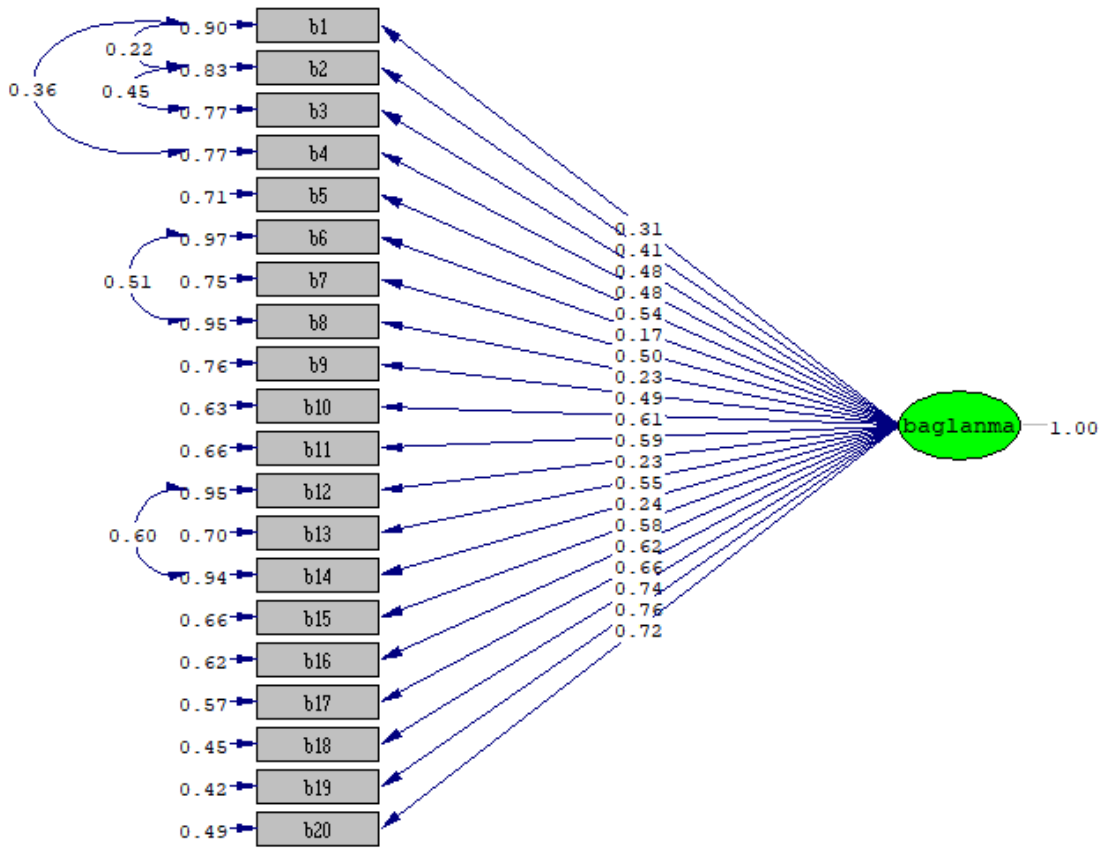 0.90 b1
0.22
0.83 b2
0.36 0.45
0.77 b3
0.77 b4
0.71 b5
0.31
0.97 b6
0.41
0.48
0.51 0.75 b7
0.48
0.54
0.95 b8
0.17
0.50
0.76 b9
0.23
0.49
0.63 b10
0.61
baglanma 1.00
0.66 b11
0.59
0.23
0.95 b12
0.55
0.24
0.60 0.70 b13
0.58
0.62
0.94 b14
0.66
0.74
0.66 b15
0.76
0.72
0.62 b16
0.57 b17
0.45 b18
0.42 b19
0.49 b20